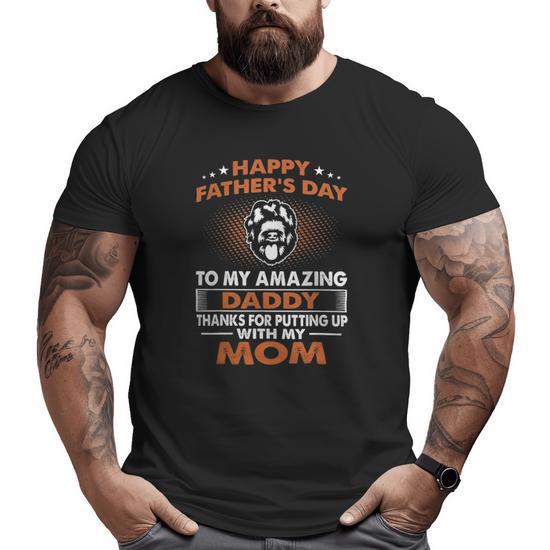 HAPPY
FATHER'S DAY
TO MY AMAZING
DADDY
THANKS FOR PUTTING UP
WITH MY
MOM